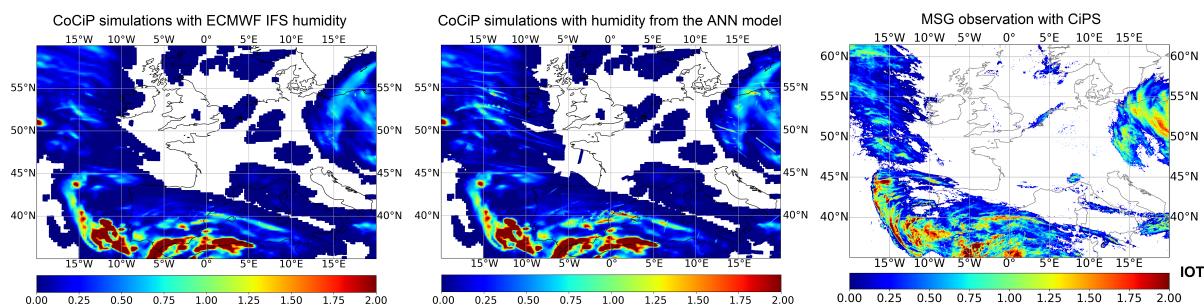 CoCiP simulations with ECMWF IFS humidity
15°W 10°W 5°W 0° 5°E 10°E 15°E
55°N
50°N
45°N
40°N
15°W 10°W 5°W 0° 5°E 10°E 15°E
0.00 0.25 0.50 0.75 1.00 1.25 1.50 1.75 2.00
CoCiP simulations with humidity from the ANN model
15°W 10°W 5°W 0° 5°E 10°E 15°E
55°N 55°N
50°N 50°N
45°N 45°N
40°N 40°N
15°W 10°W 5°W 0° 5°E 10°E 15°E
0.00 0.25 0.50 0.75 1.00 1.25 1.50 1.75 2.00
MSG observation with CiPS
15°W 10°W 5°W 0° 5°E 10°E 15°E
60°N 60°N
55°N 55°N
50°N 50°N
45°N 45°N
40°N 40°N
15°W 10°W 5°W 0° 5°E 10°E 15°E
IOT
0.00 0.25 0.50 0.75 1.00 1.25 1.50 1.75 2.00